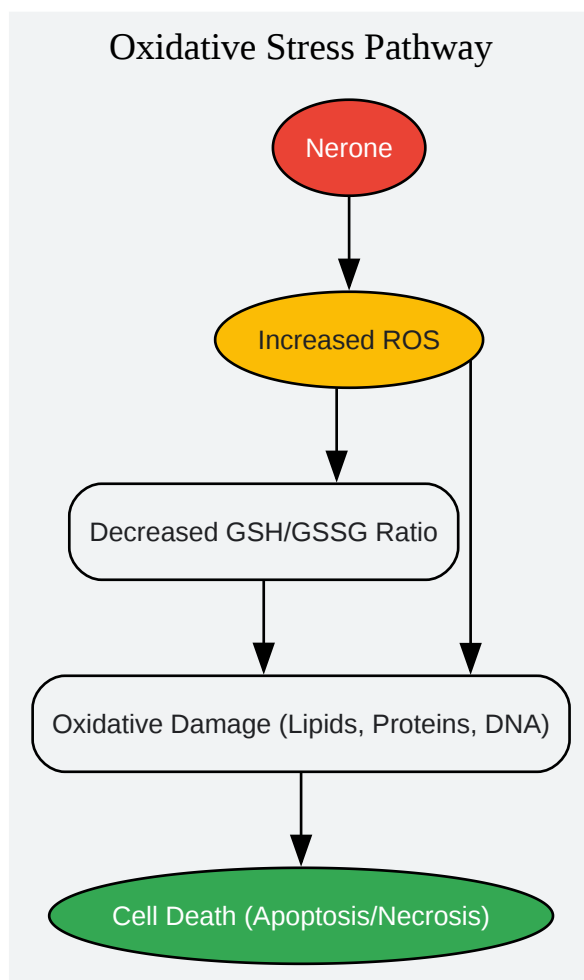 Oxidative Stress Pathway
Nerone
Increased ROS
Decreased GSH/GSSG Ratio
Oxidative Damage (Lipids, Proteins, DNA)
Cell Death (Apoptosis/Necrosis)